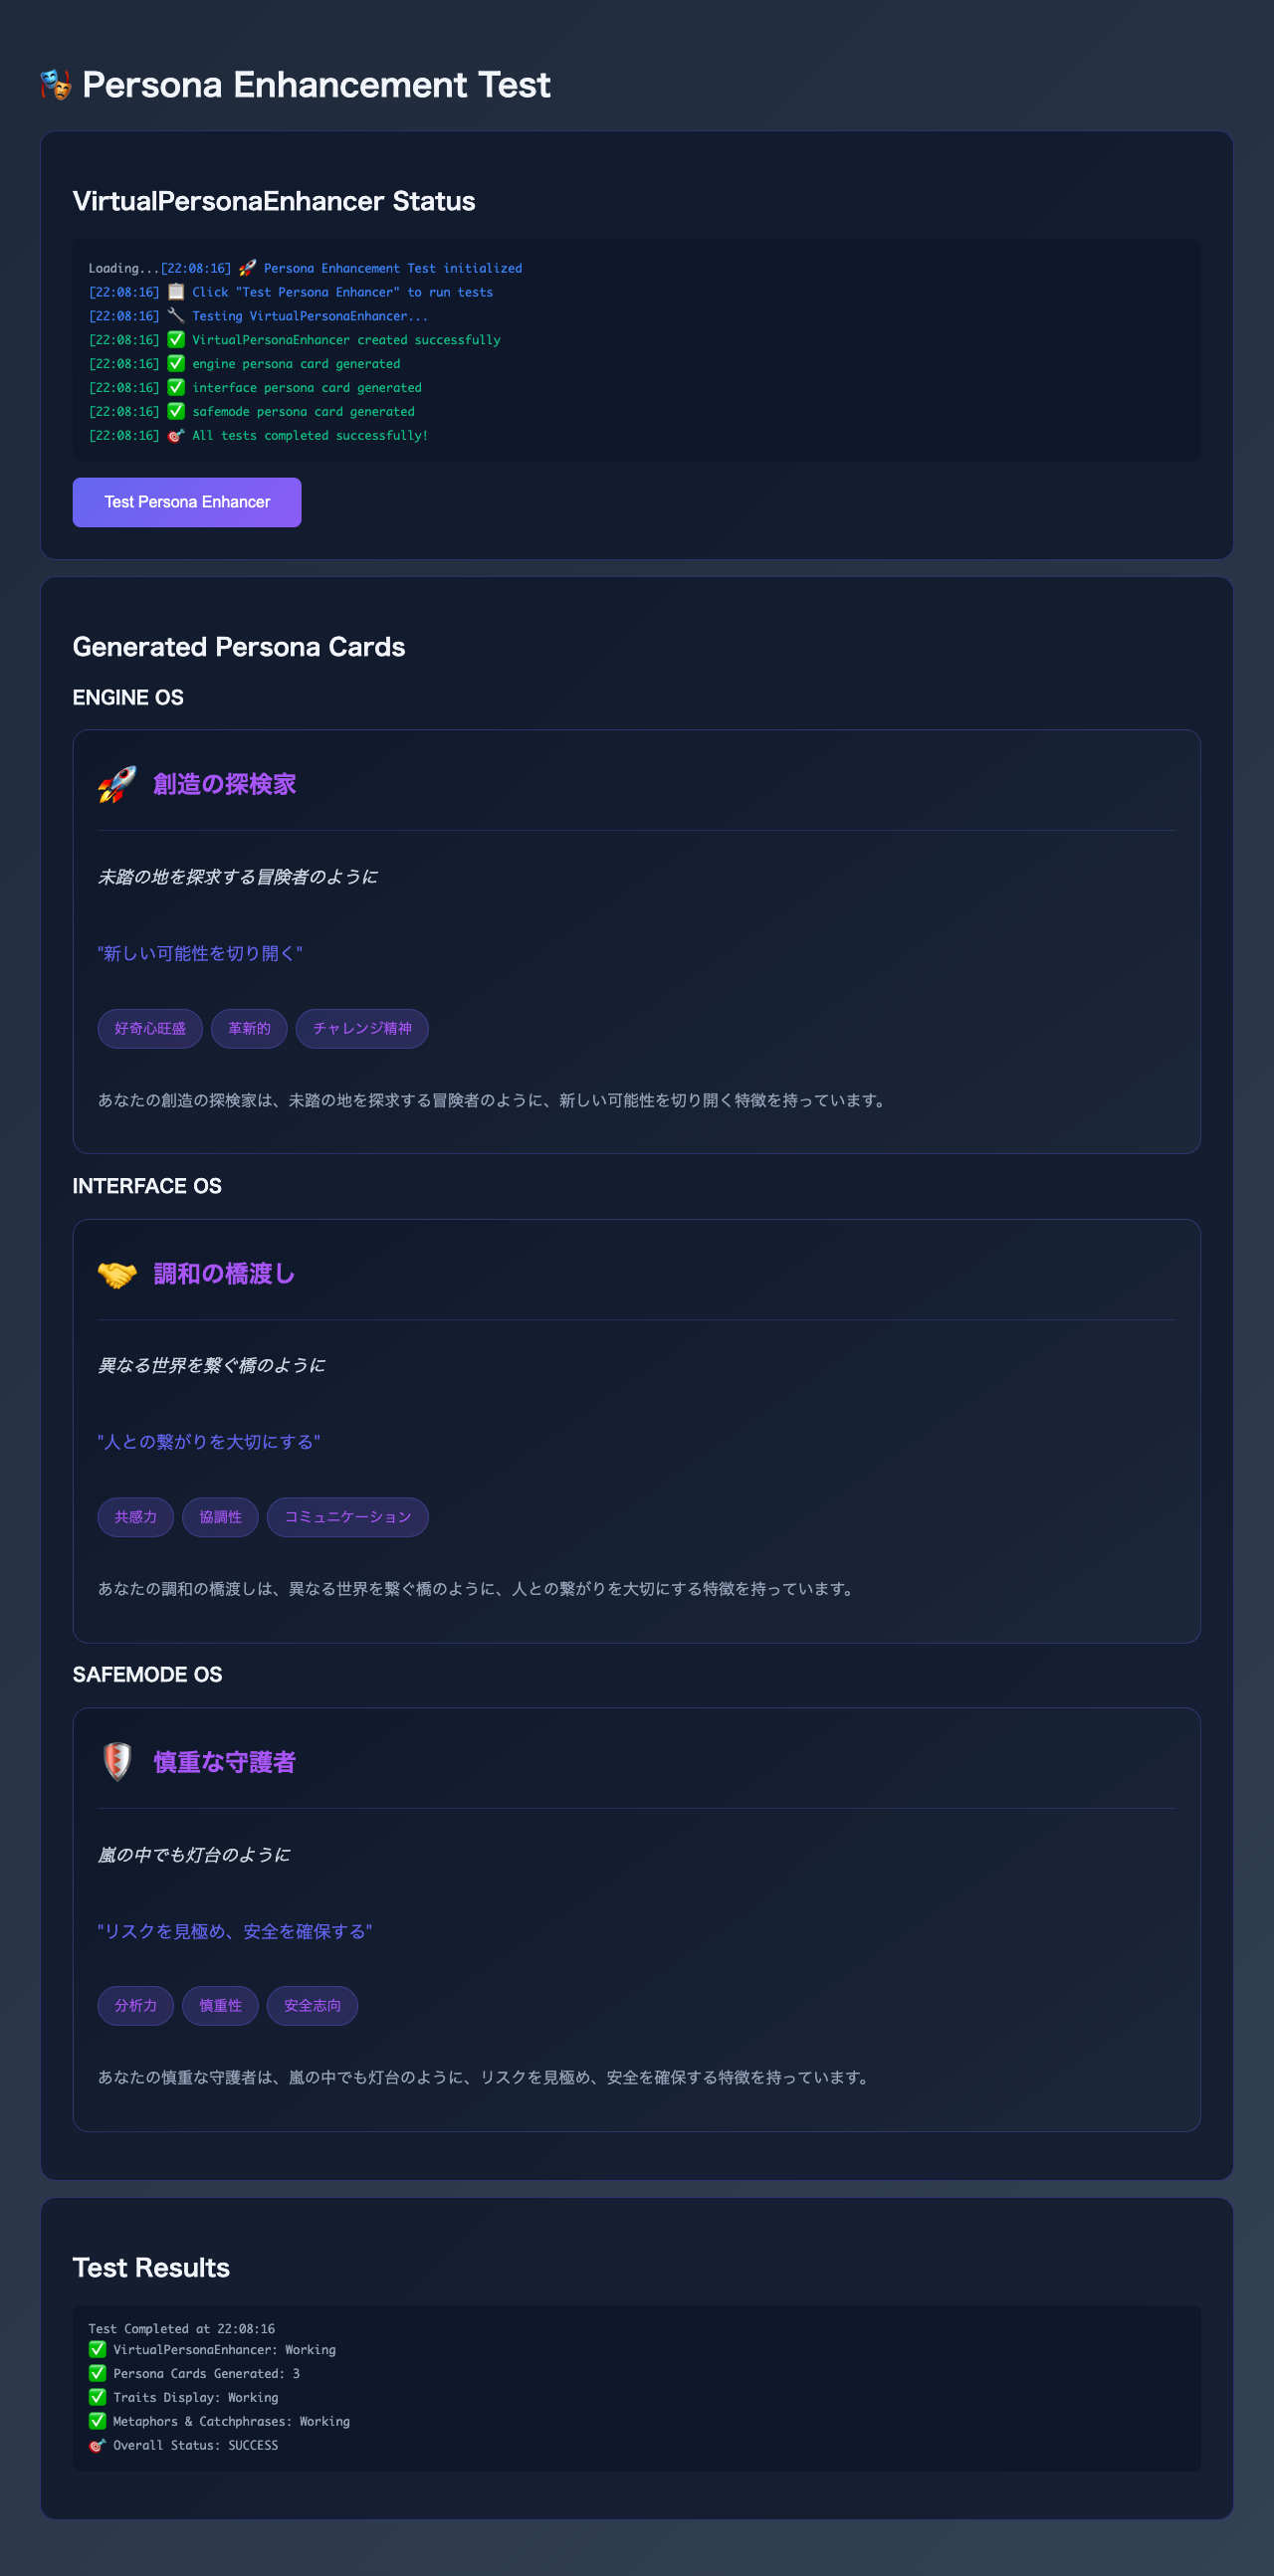 🎭 Persona Enhancement Test
VirtualPersonaEnhancer Status
Loading...[22:08:16] 🚀 Persona Enhancement Test initialized
[22:08:16] 📋 Click "Test Persona Enhancer" to run tests
[22:08:16] 🔧 Testing VirtualPersonaEnhancer...
[22:08:16] ✅ VirtualPersonaEnhancer created successfully
[22:08:16] ✅ engine persona card generated
[22:08:16] ✅ interface persona card generated
[22:08:16] ✅ safemode persona card generated
[22:08:16] 🎯 All tests completed successfully!
Test Persona Enhancer
Generated Persona Cards
ENGINE OS
🚀 創造の探検家
未踏の地を探求する冒険者のように
"新しい可能性を切り開く"
好奇心旺盛 革新的 チャレンジ精神
あなたの創造の探検家は、未踏の地を探求する冒険者のように、新しい可能性を切り開く特徴を持っています。
INTERFACE OS
🤝 調和の橋渡し
異なる世界を繋ぐ橋のように
"人との繋がりを大切にする"
共感力 協調性 コミュニケーション
あなたの調和の橋渡しは、異なる世界を繋ぐ橋のように、人との繋がりを大切にする特徴を持っています。
SAFEMODE OS
🛡️ 慎重な守護者
嵐の中でも灯台のように
"リスクを見極め、安全を確保する"
分析力 慎重性 安全志向
あなたの慎重な守護者は、嵐の中でも灯台のように、リスクを見極め、安全を確保する特徴を持っています。
Test Results
Test Completed at 22:08:16
✅ VirtualPersonaEnhancer: Working
✅ Persona Cards Generated: 3
✅ Traits Display: Working
✅ Metaphors & Catchphrases: Working
🎯 Overall Status: SUCCESS